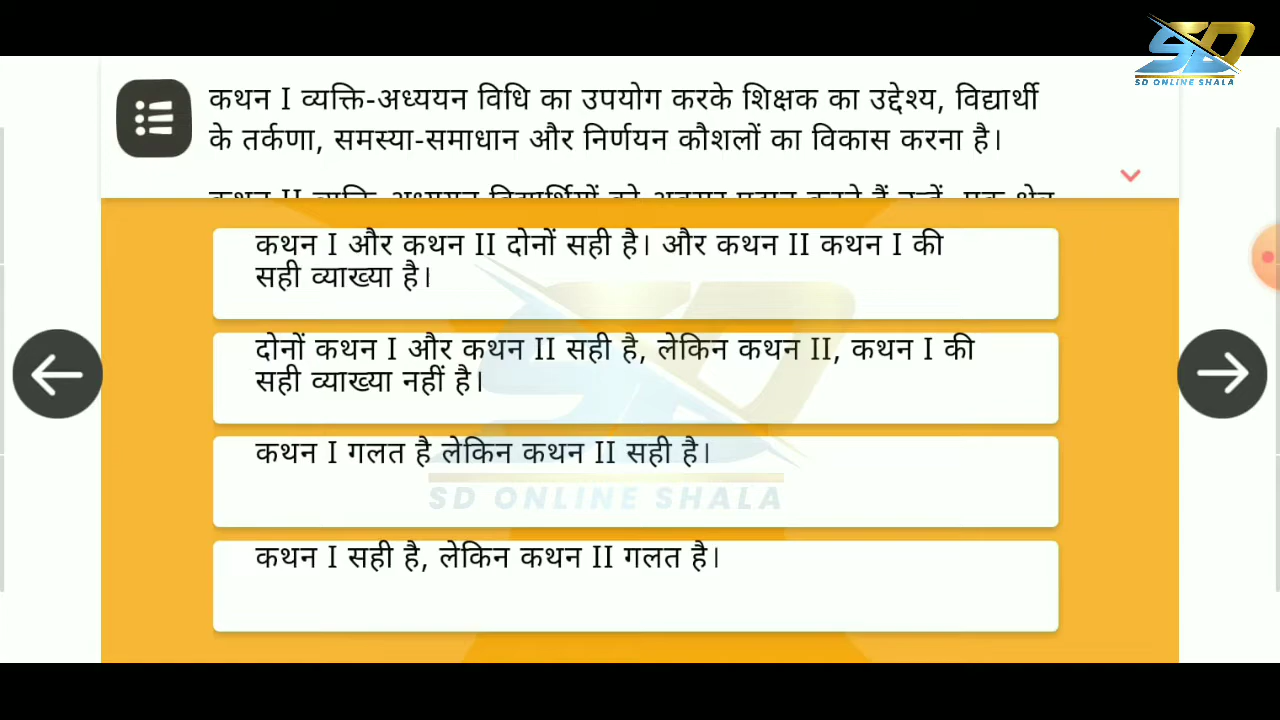 SD ONLINE SHALA
कथन I व्यक्ति-अध्ययन विधि का उपयोग करके शिक्षक का उद्देश्य, विद्यार्थी
के तर्कणा, समस्या-समाधान और निर्णयन कौशलों का विकास करना है।
कथन I और कथन II दोनों सही है। और कथन II कथन I की
सही व्याख्या है।
दोनों कथन I और कथन II सही है, लेकिन कथन II, कथन I की
सही व्याख्या नहीं है।
कथन I गलत है लेकिन कथन II सही है।
SD ONLINE SHALA
कथन I सही है, लेकिन कथन II गलत है।